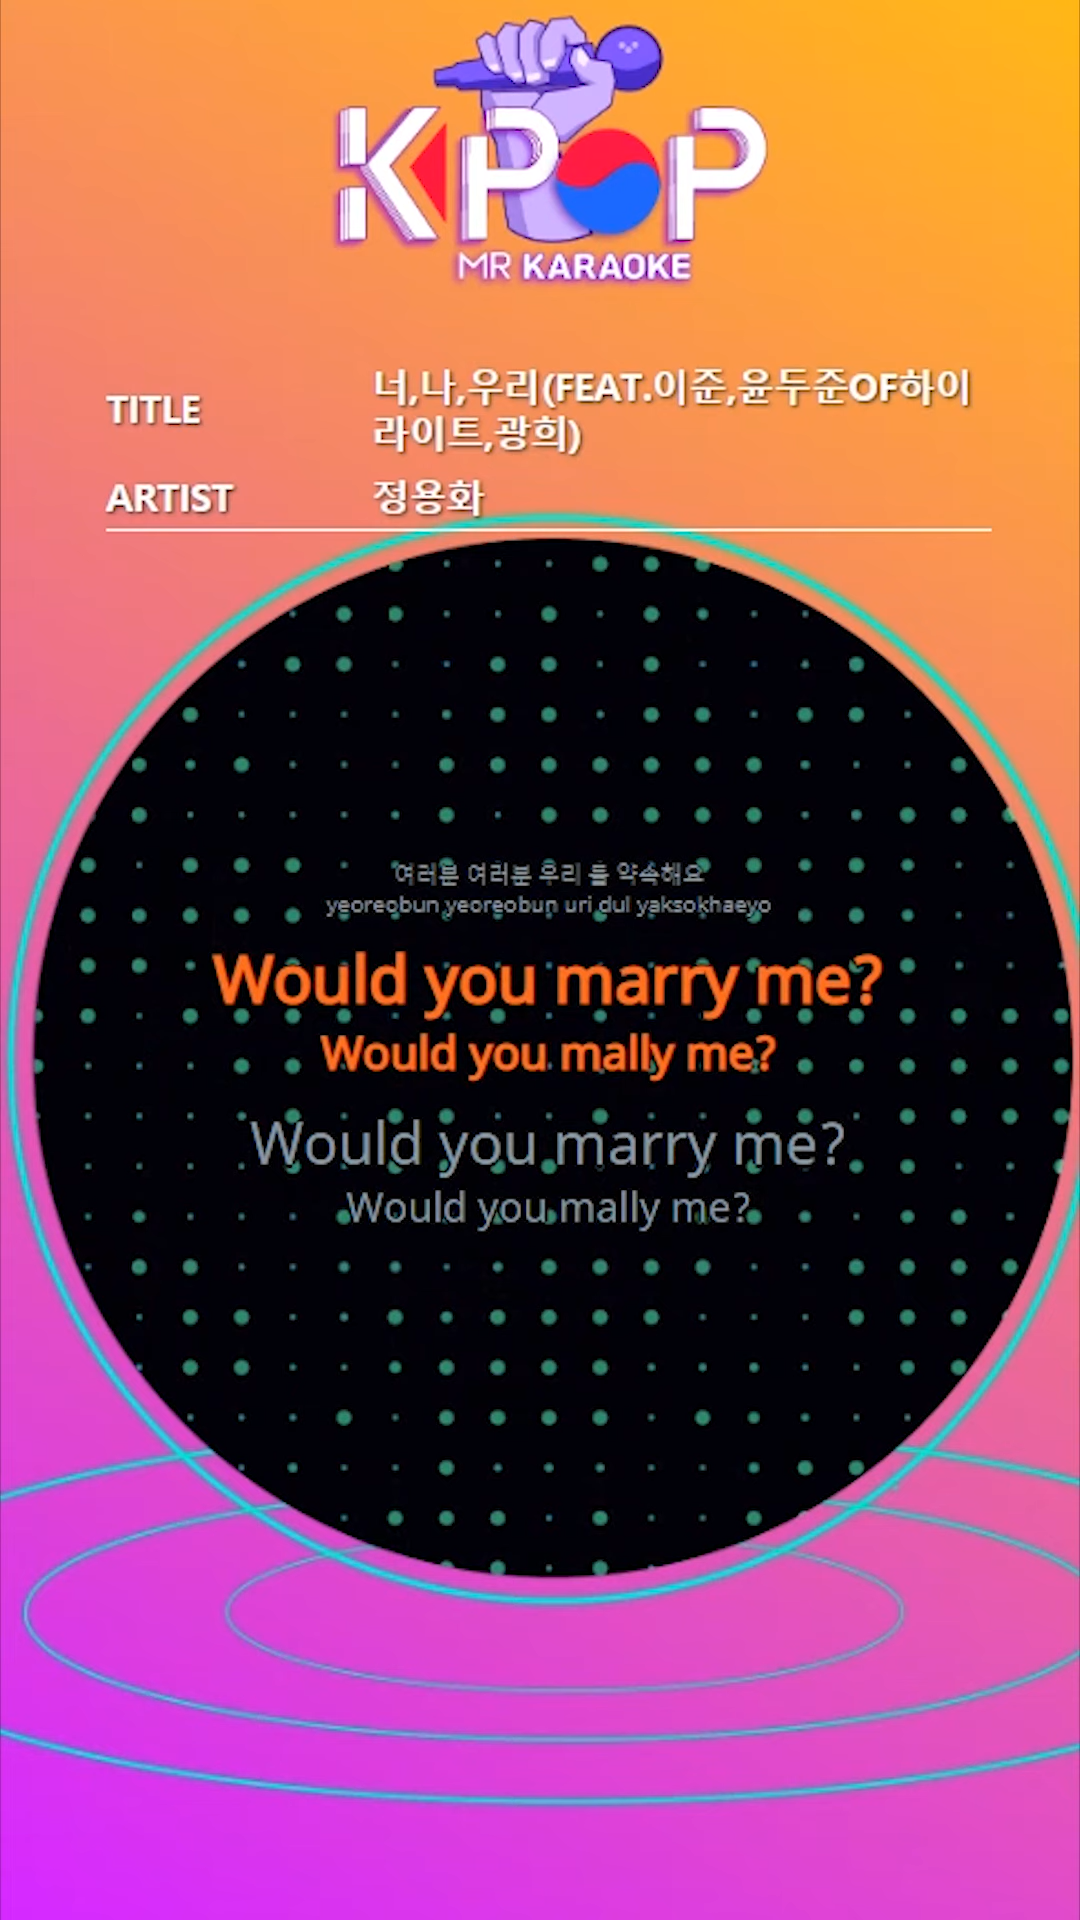 KPOP
MR KARAOKE
TITLE
너,나,우리(FEAT.이준,윤두준OF하이
라이트,광희)
ARTIST
정용화
여러분 여러분 우리 둘 약속해요
yeoreobun yeoreobun uri dul yaksokhaeyo
Would you marry me?
Would you mally me?
Would you marry me?
Would you mally me?